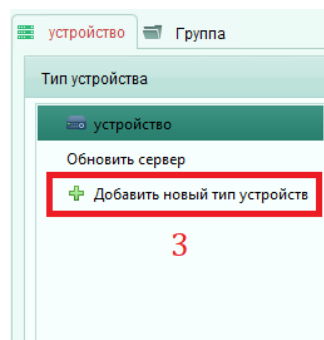 устройство Группа
Тип устройства
устройство
Обновить сервер
Добавить новый тип устройств
3